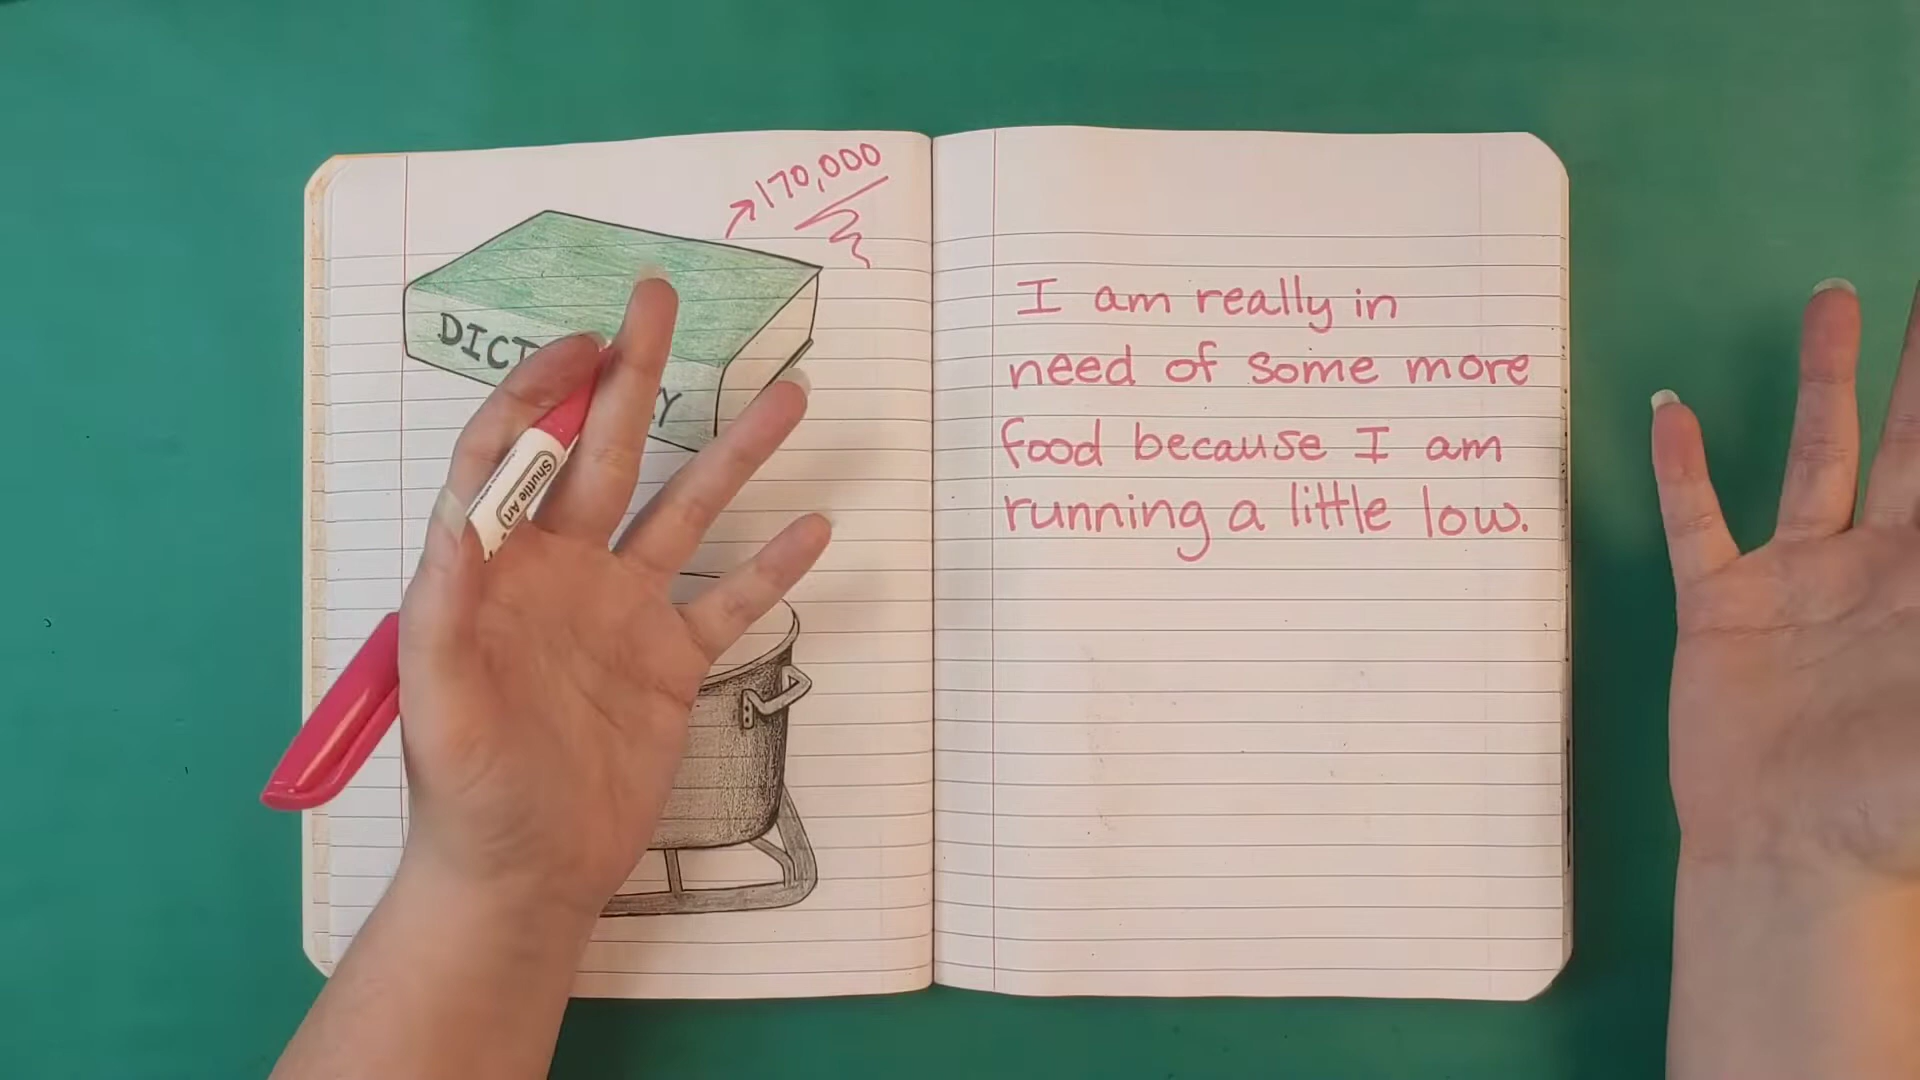 170,000
DICT
Y
I am really in
need of some more
food because I am
running a little low.
Shuttle Art